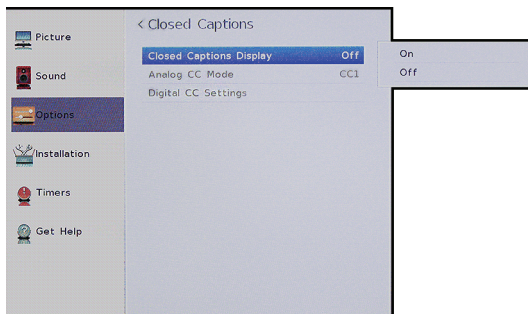 < Closed Captions
Picture
Sound
Options
Installation
Timers
Get Help
Closed Captions Display Off
Analog CC Mode CC1
Digital CC Settings
On
Off